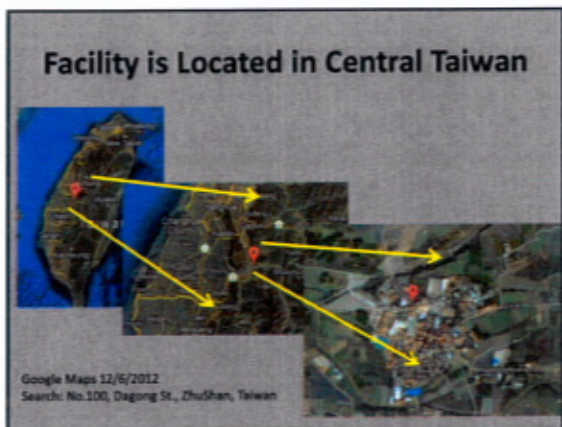 Facility is Located in Central Taiwan
Google Maps 12/6/2012
Search: No.100, Dagong St., ZhuShan, Taiwan